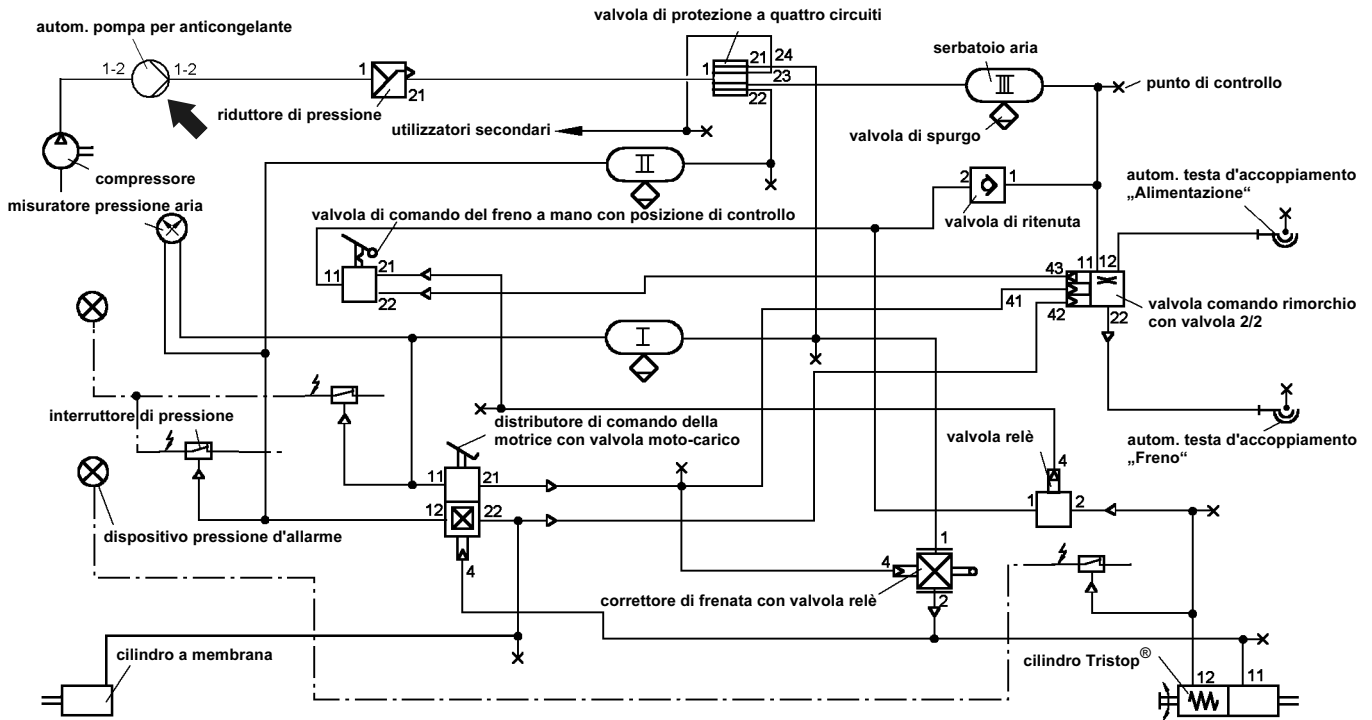 autom. pompa per anticongelante
valvola di protezione a quattro circuiti
serbatoio aria
1-2
1-2
1
21
1
21
24
23
22
III
punto di controllo
riduttore di pressione
utilizzatori secondari
valvola di spurgo
compressore
II
2
1
autom. testa d'accoppiamento
„Alimentazione“
misuratore pressione aria
valvola di comando del freno a mano con posizione di controllo
valvola di ritenuta
11
21
22
43
11
12
41
42
22
valvola comando rimorchio
con valvola 2/2
I
interruttore di pressione
distributore di comando della
motrice con valvola moto-carico
valvola relè
autom. testa d'accoppiamento
„Freno“
11
21
12
22
4
4
1
2
dispositivo pressione d'allarme
1
4
2
correttore di frenata con valvola relè
cilindro a membrana
cilindro Tristop®
12
11